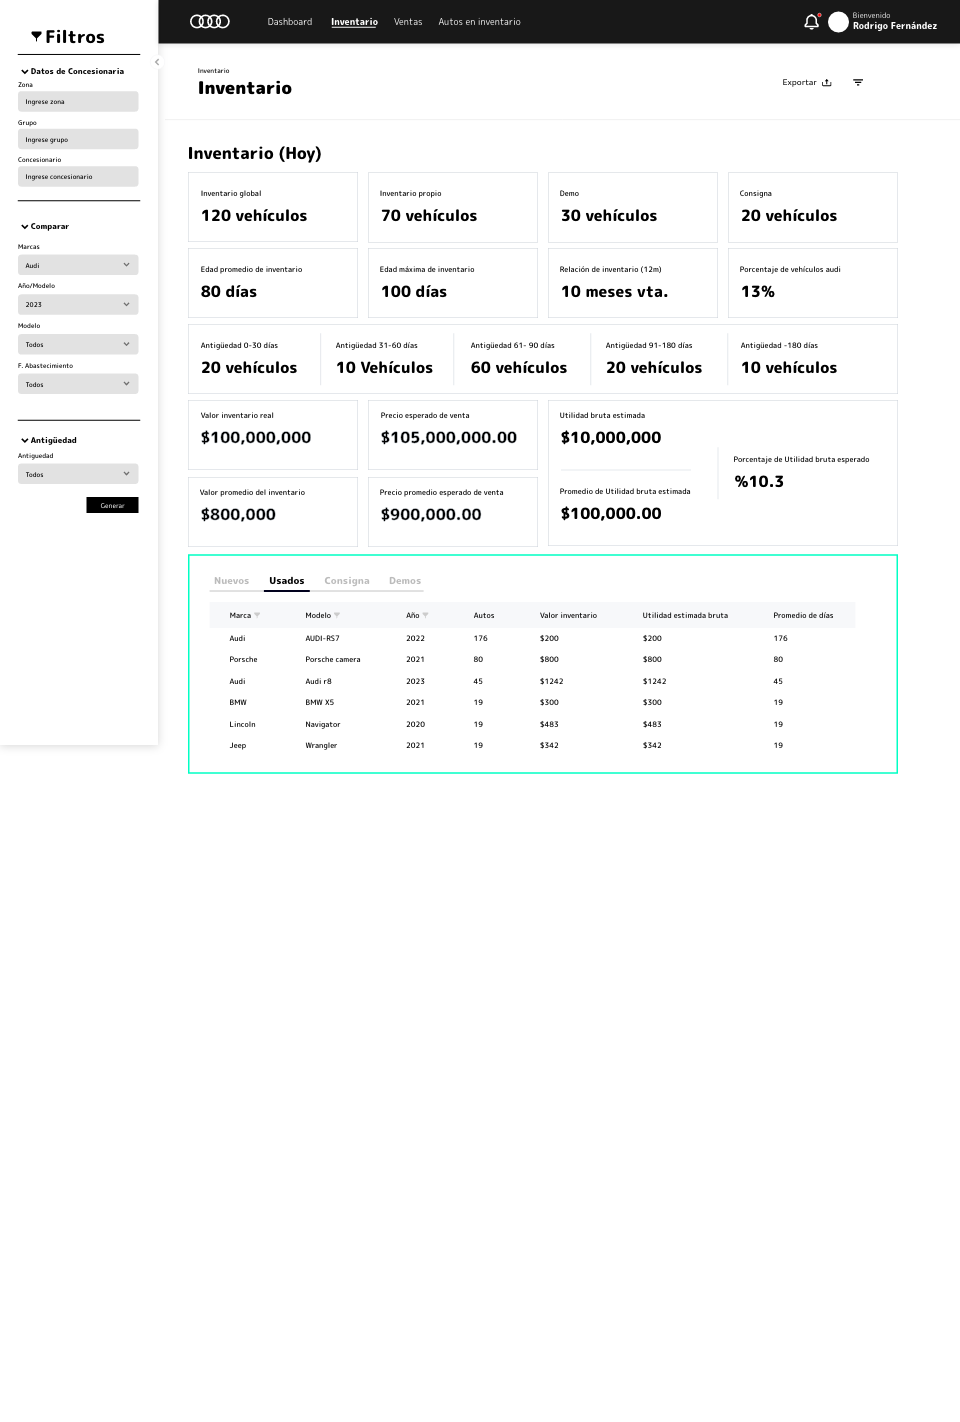 Filtros
Datos de Concesionaria
Zona
Ingrese zona
Grupo
Ingrese grupo
Concesionario
Ingrese concesionario
Comparar
Marcas
Audi
Año/Modelo
2023
Modelo
Todos
F. Abastecimiento
Todos
Antigüedad
Antiguedad
Todos
Generar
Dashboard Inventario Ventas Autos en inventario
Bienvenido
Rodrigo Fernández
Inventario
Inventario
Exportar
Inventario (Hoy)
Inventario global Inventario propio Demo Consigna
120 vehículos 70 vehículos 30 vehículos 20 vehículos
Edad promedio de inventario Edad máxima de inventario Relación de inventario (12m) Porcentaje de vehículos audi
80 días 100 días 10 meses vta. 13%
Antigüedad 0-30 días Antigüedad 31-60 días Antigüedad 61- 90 días Antigüedad 91-180 días Antigüedad -180 días
20 vehículos 10 Vehículos 60 vehículos 20 vehículos 10 vehículos
Valor inventario real Precio esperado de venta Utilidad bruta estimada
$100,000,000 $105,000,000.00 $10,000,000
Porcentaje de Utilidad bruta esperado
%10.3
Valor promedio del inventario Precio promedio esperado de venta Promedio de Utilidad bruta estimada
$800,000 $900,000.00 $100,000.00
Nuevos Usados Consigna Demos
Marca Modelo Año Autos Valor inventario Utilidad estimada bruta Promedio de días
Audi AUDI-RS7 2022 176 $200 $200 176
Porsche Porsche camera 2021 80 $800 $800 80
Audi Audi r8 2023 45 $1242 $1242 45
BMW BMW X5 2021 19 $300 $300 19
Lincoln Navigator 2020 19 $483 $483 19
Jeep Wrangler 2021 19 $342 $342 19